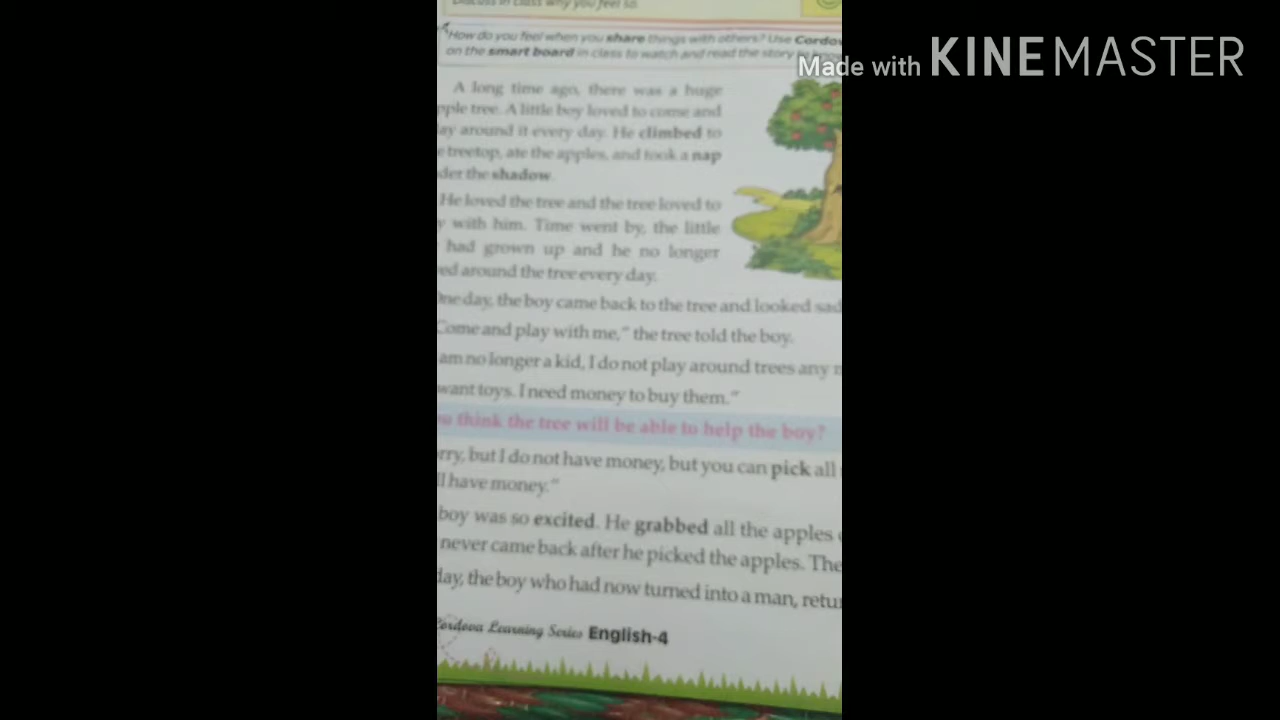 Discuss in class why you feel so.
Made with KINEMASTER
How do you feel when you share things with others? Use Cordov
on the smart board in class to watch and read the story
A long time ago, there was a huge
pple tree. A little boy loved to come and
lay around it every day. He climbed to
e treetop, ate the apples, and took a nap
der the shadow.
He loved the tree and the tree loved to
y with him. Time went by, the little
had grown up and he no longer
ed around the tree every day.
One day, the boy came back to the tree and looked sad
Come and play with me," the tree told the boy.
am no longer a kid, I do not play around trees any m
want toys. I need money to buy them."
u think the tree will be able to help the boy?
rry, but I do not have money, but you can pick all
ll have money."
boy was so excited. He grabbed all the apples
never came back after he picked the apples. The
day, the boy who had now turned into a man, retu
Cordova Learning Series English-4